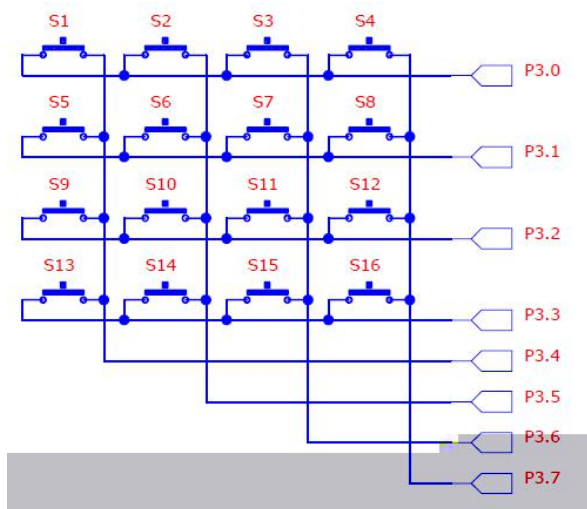 S1 S2 S3 S4
P3.0
S5 S6 S7 S8
P3.1
S9 S10 S11 S12
P3.2
S13 S14 S15 S16
P3.3
P3.4
P3.5
P3.6
P3.7